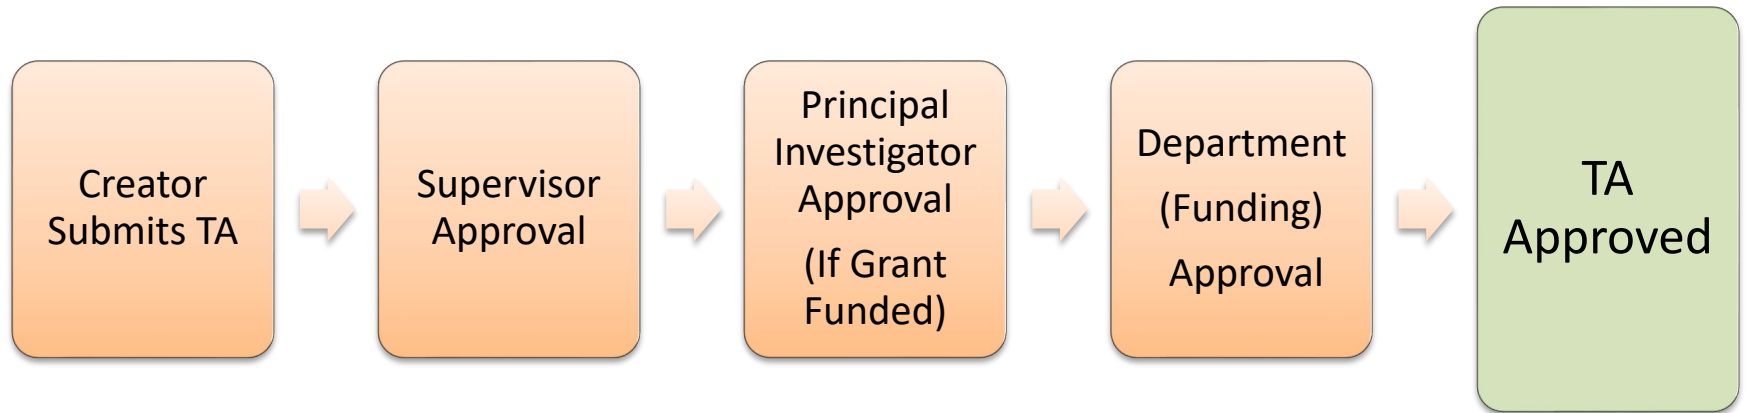 Creator
Submits TA
Supervisor
Approval
Principal
Investigator
Approval
(If Grant
Funded)
Department
(Funding)
Approval
TA
Approved